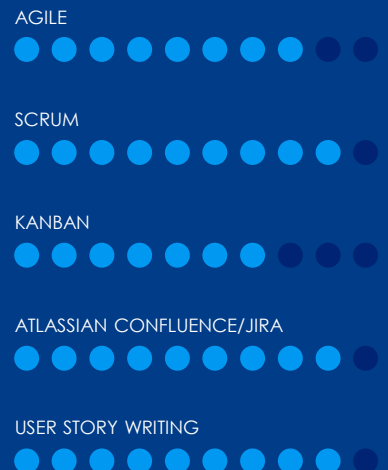 AGILE
SCRUM
KANBAN
ATLASSIAN CONFLUENCE/JIRA
USER STORY WRITING